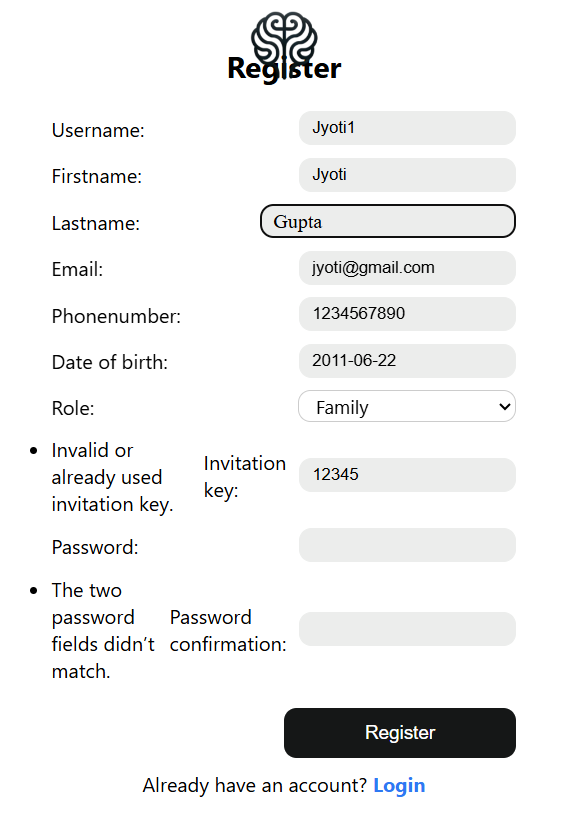 Register
Username: Jyoti1
Firstname: Jyoti
Lastname: Gupta
Email: jyoti@gmail.com
Phonenumber: 1234567890
Date of birth: 2011-06-22
Role: Family
• Invalid or
already used
invitation key.
Invitation
key:
12345
Password:
• The two
password
fields didn't
match.
Password
confirmation:
Register
Already have an account? Login